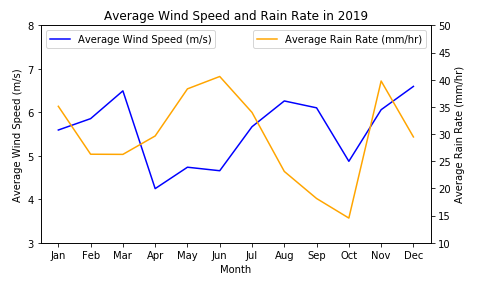 Average Wind Speed and Rain Rate in 2019
Average Wind Speed (m/s)
Average Rain Rate (mm/hr)
8
7
6
5
4
3
Average Wind Speed (m/s)
50
45
40
35
30
25
20
15
10
Average Rain Rate (mm/hr)
Jan Feb Mar Apr May Jun Jul Aug Sep Oct Nov Dec
Month